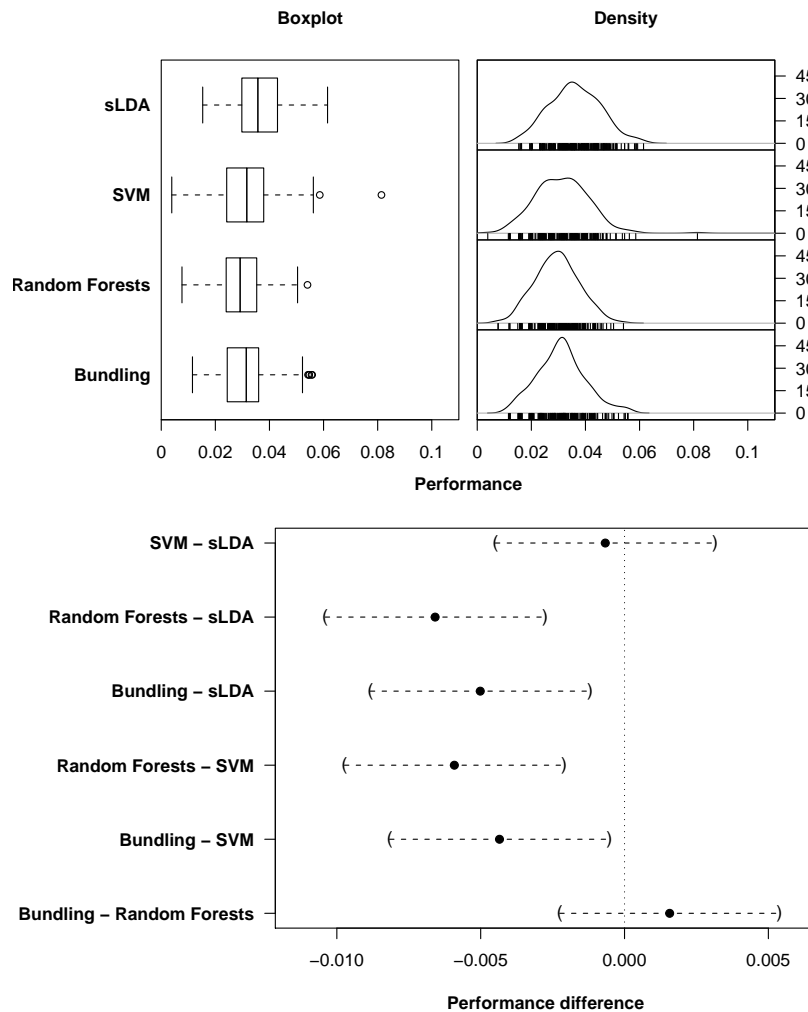 Boxplot
Density
sLDA
SVM
Random Forests
Bundling
45
30
15
0
45
30
15
0
45
30
15
0
45
30
15
0
0 0.02 0.04 0.06 0.08 0.1
0 0.02 0.04 0.06 0.08 0.1
Performance
SVM − sLDA
Random Forests − sLDA
Bundling − sLDA
Random Forests − SVM
Bundling − SVM
Bundling − Random Forests
−0.010 −0.005 0.000 0.005
Performance difference